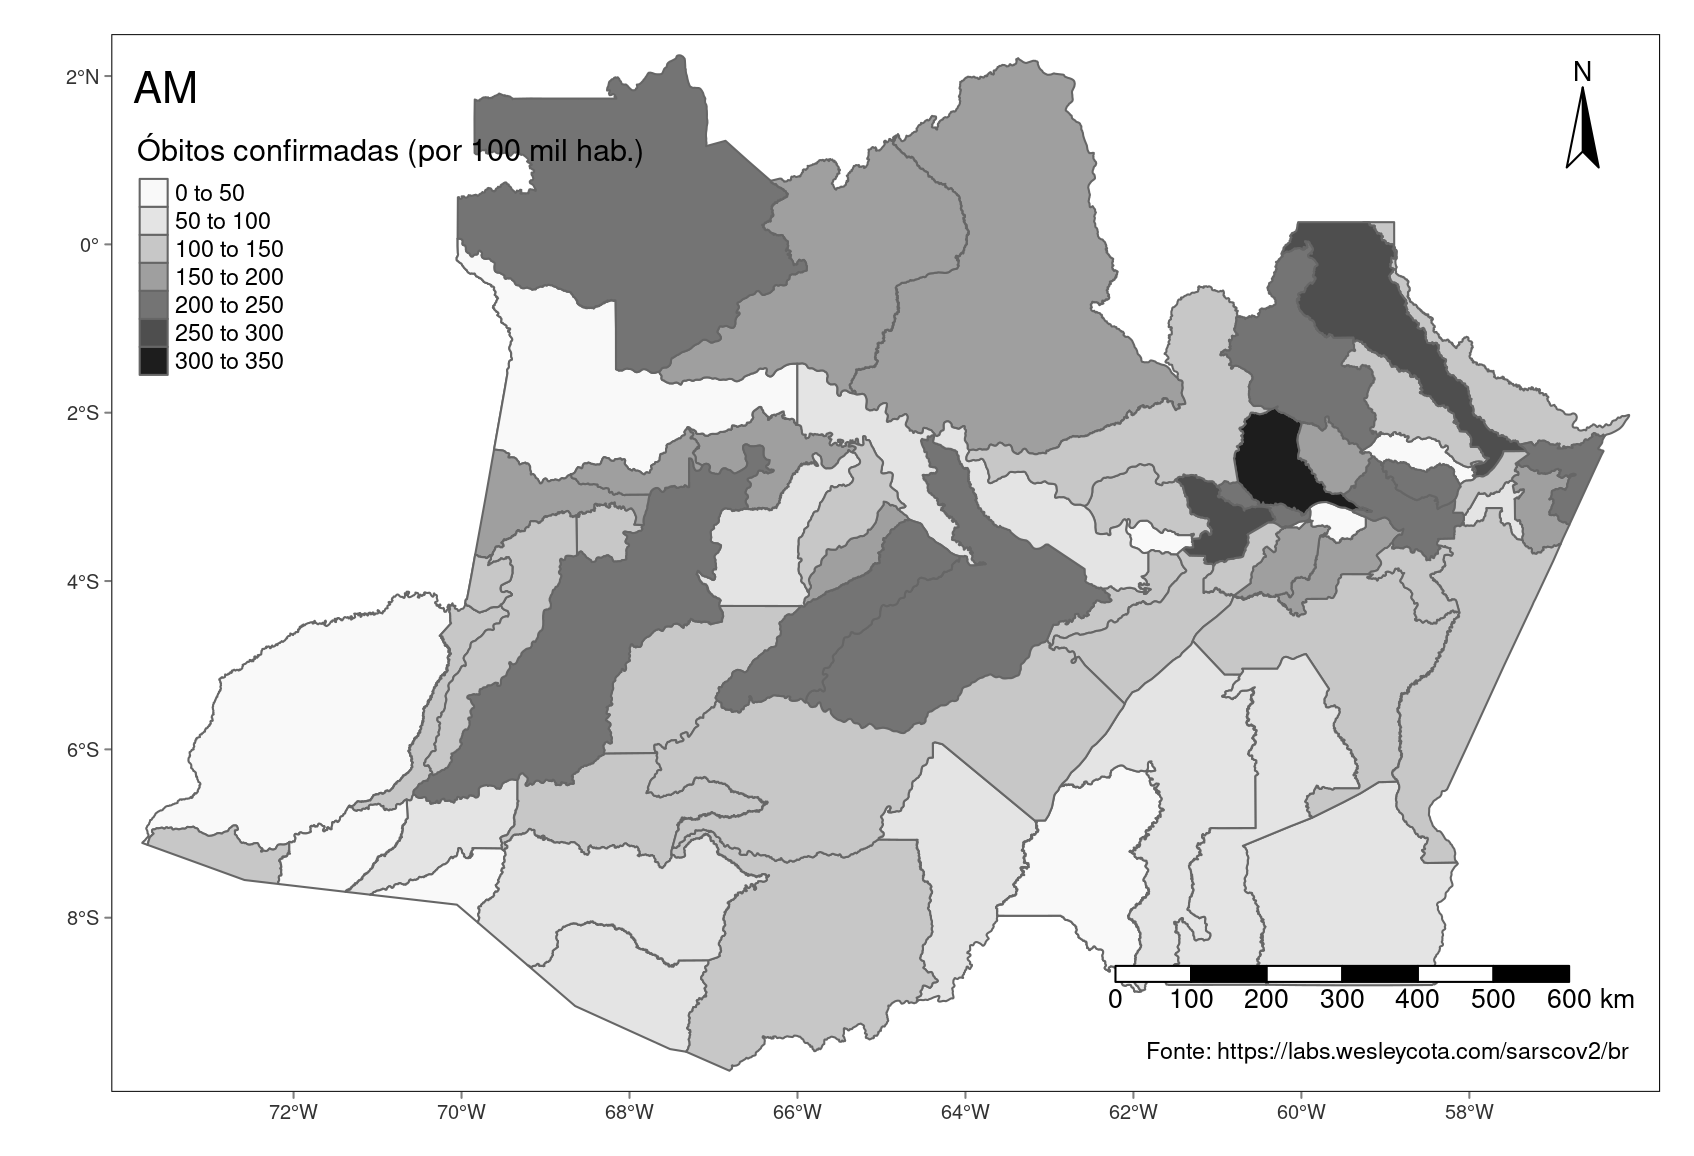 AM
N
Óbitos confirmadas (por 100 mil hab.)
0 to 50
50 to 100
100 to 150
150 to 200
200 to 250
250 to 300
300 to 350
2°N
0°
2°S
4°S
6°S
8°S
0 100 200 300 400 500 600 km
Fonte: https://labs.wesleycota.com/sarscov2/br
72°W 70°W 68°W 66°W 64°W 62°W 60°W 58°W